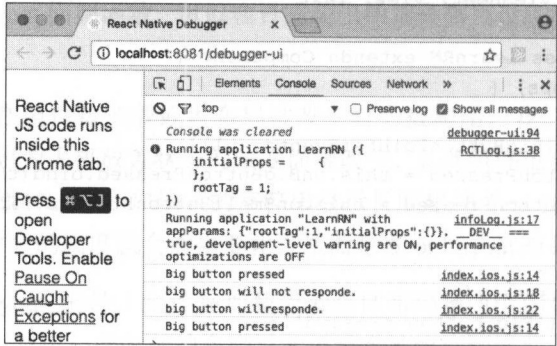 React Native Debugger
localhost:8081/debugger-ui
React Native
JS code runs
inside this
Chrome tab.
Press ⌘⌥J to
open
Developer
Tools. Enable
Pause On
Caught
Exceptions for
a better
Elements Console Sources Network »
top Preserve log Show all messages
Console was cleared debugger-ui:94
Running application LearnRN ({ RCTLog.js:38
initialProps = {
};
rootTag = 1;
})
Running application "LearnRN" with infoLog.js:17
appParams: {"rootTag":1,"initialProps":{}}. __DEV__ ===
true, development-level warning are ON, performance
optimizations are OFF
Big button pressed index.ios.js:14
big button will not responde. index.ios.js:18
big button willresponde. index.ios.js:22
Big button pressed index.ios.js:14